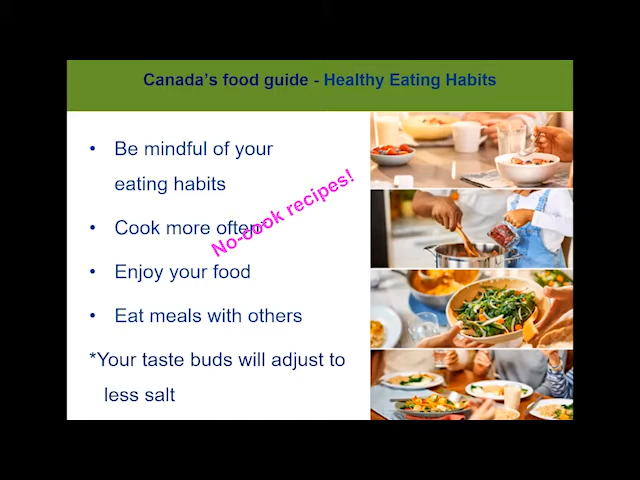 Canada's food guide - Healthy Eating Habits
• Be mindful of your
eating habits
• Cook more often
No-cook recipes!
• Enjoy your food
• Eat meals with others
*Your taste buds will adjust to
less salt